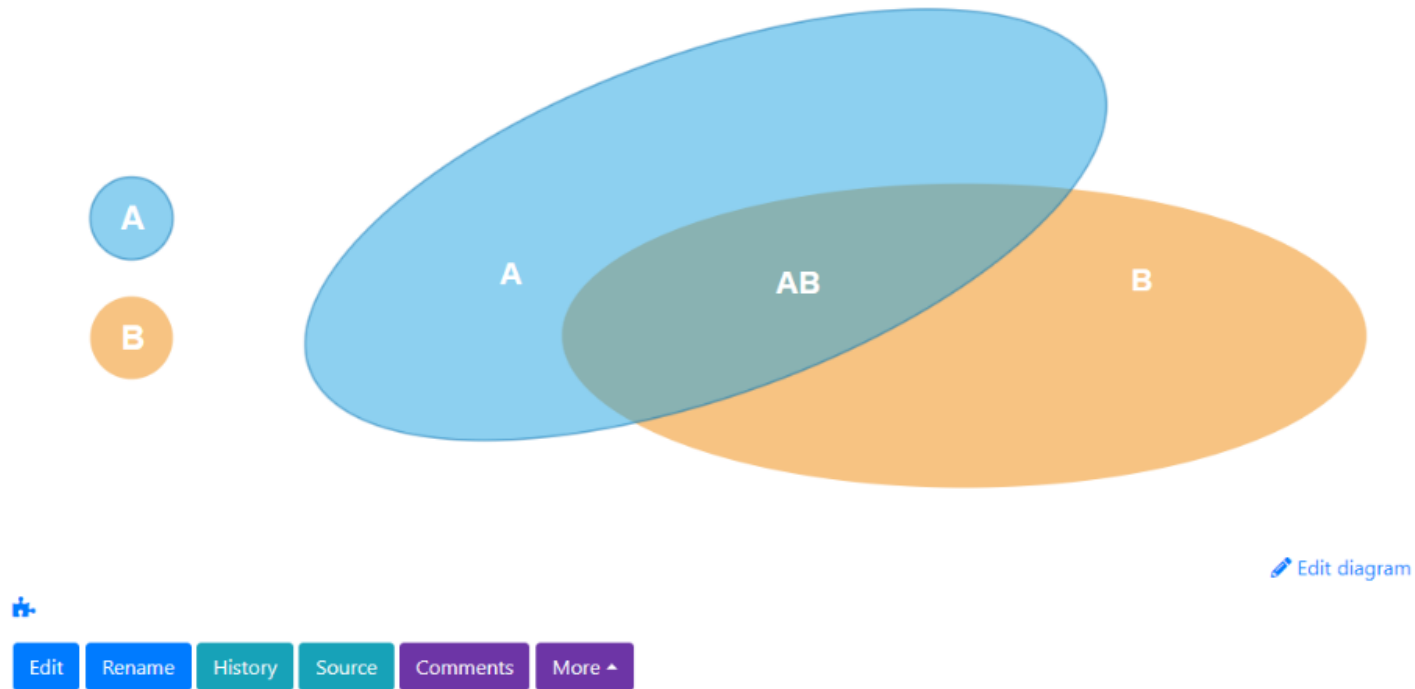 A
B
A
AB
B
Edit diagram
Edit
Rename
History
Source
Comments
More